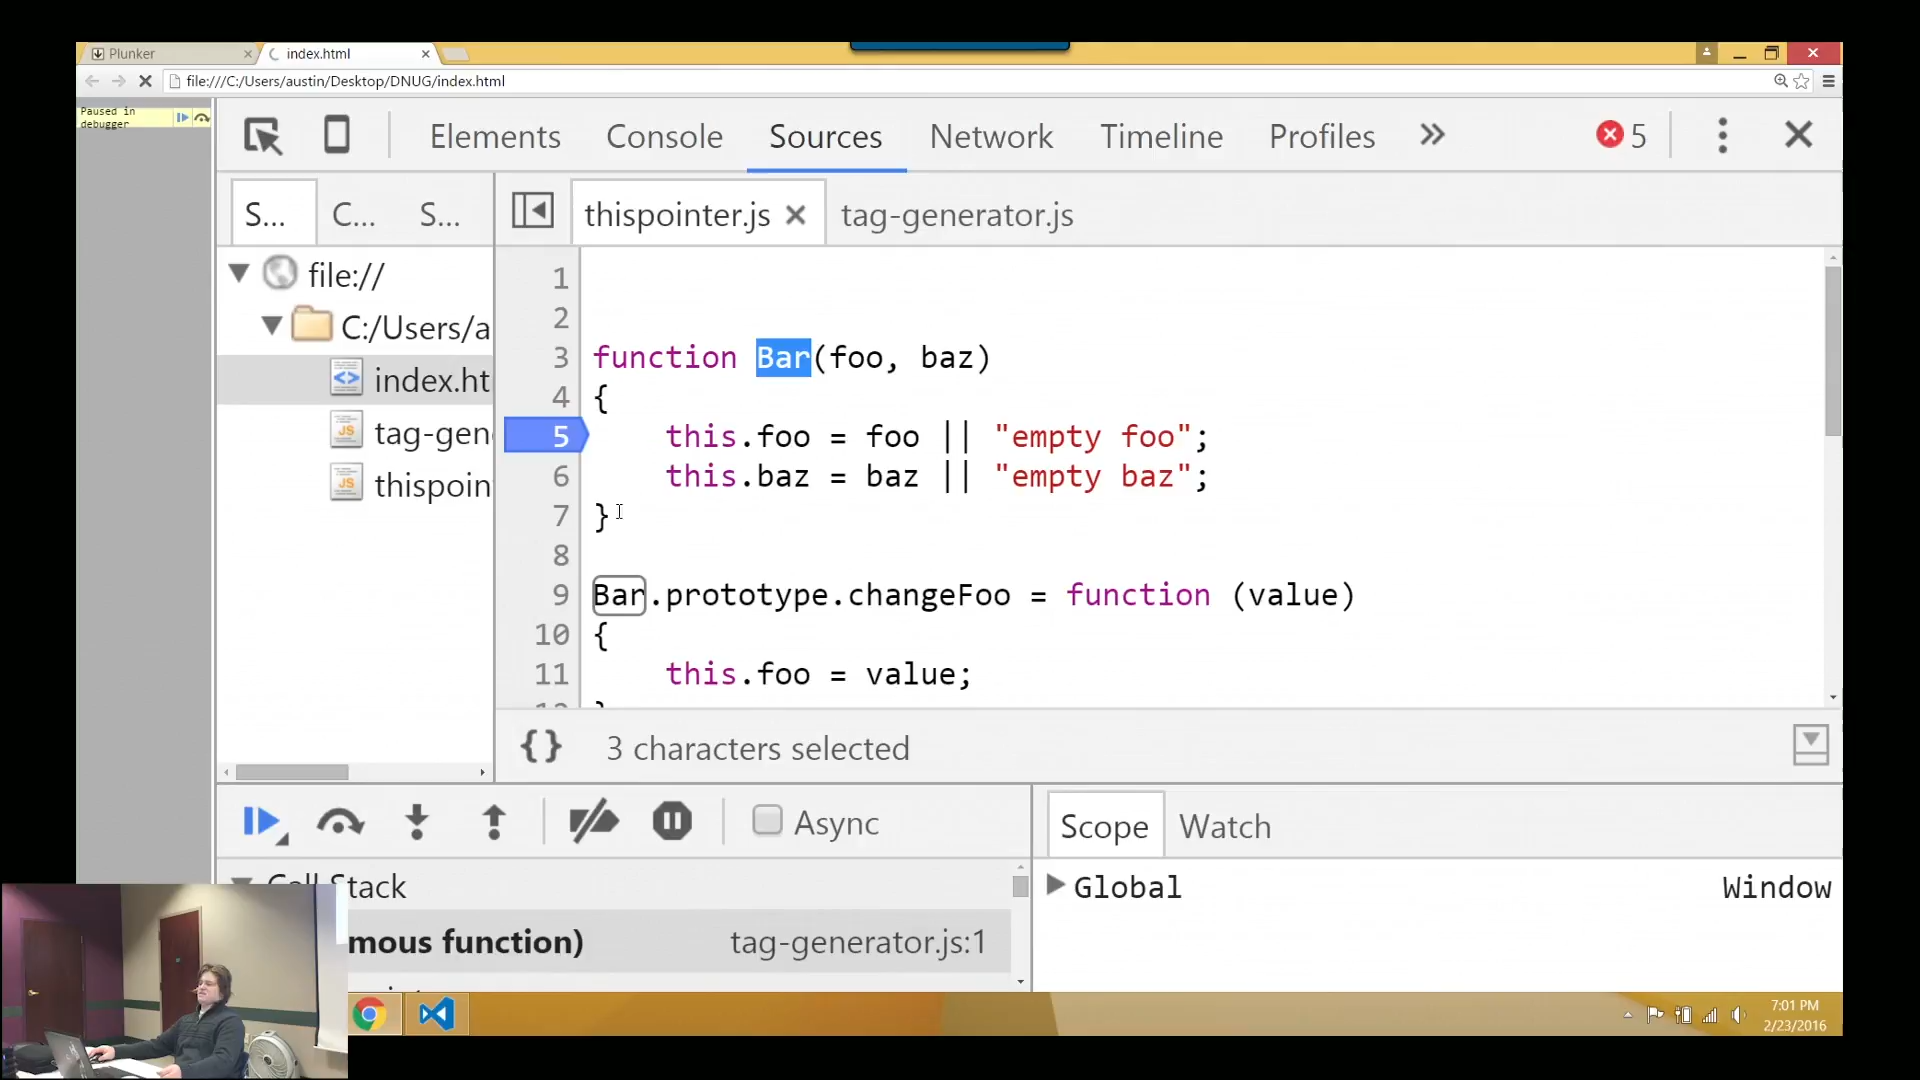 Plunker
index.html
file:///C:/Users/austin/Desktop/DNUG/index.html
Paused in
debugger
Elements Console Sources Network Timeline Profiles » 5
S... C... S...
thispointer.js tag-generator.js
file://
C:/Users/a
index.ht
tag-gen
thispoin
1
2
3 function Bar(foo, baz)
4 {
5 this.foo = foo || "empty foo";
6 this.baz = baz || "empty baz";
7 }
8
9 Bar.prototype.changeFoo = function (value)
10 {
11 this.foo = value;
{} 3 characters selected
Async
Scope Watch
Call Stack
Global Window
mous function) tag-generator.js:1
7:01 PM
2/23/2016